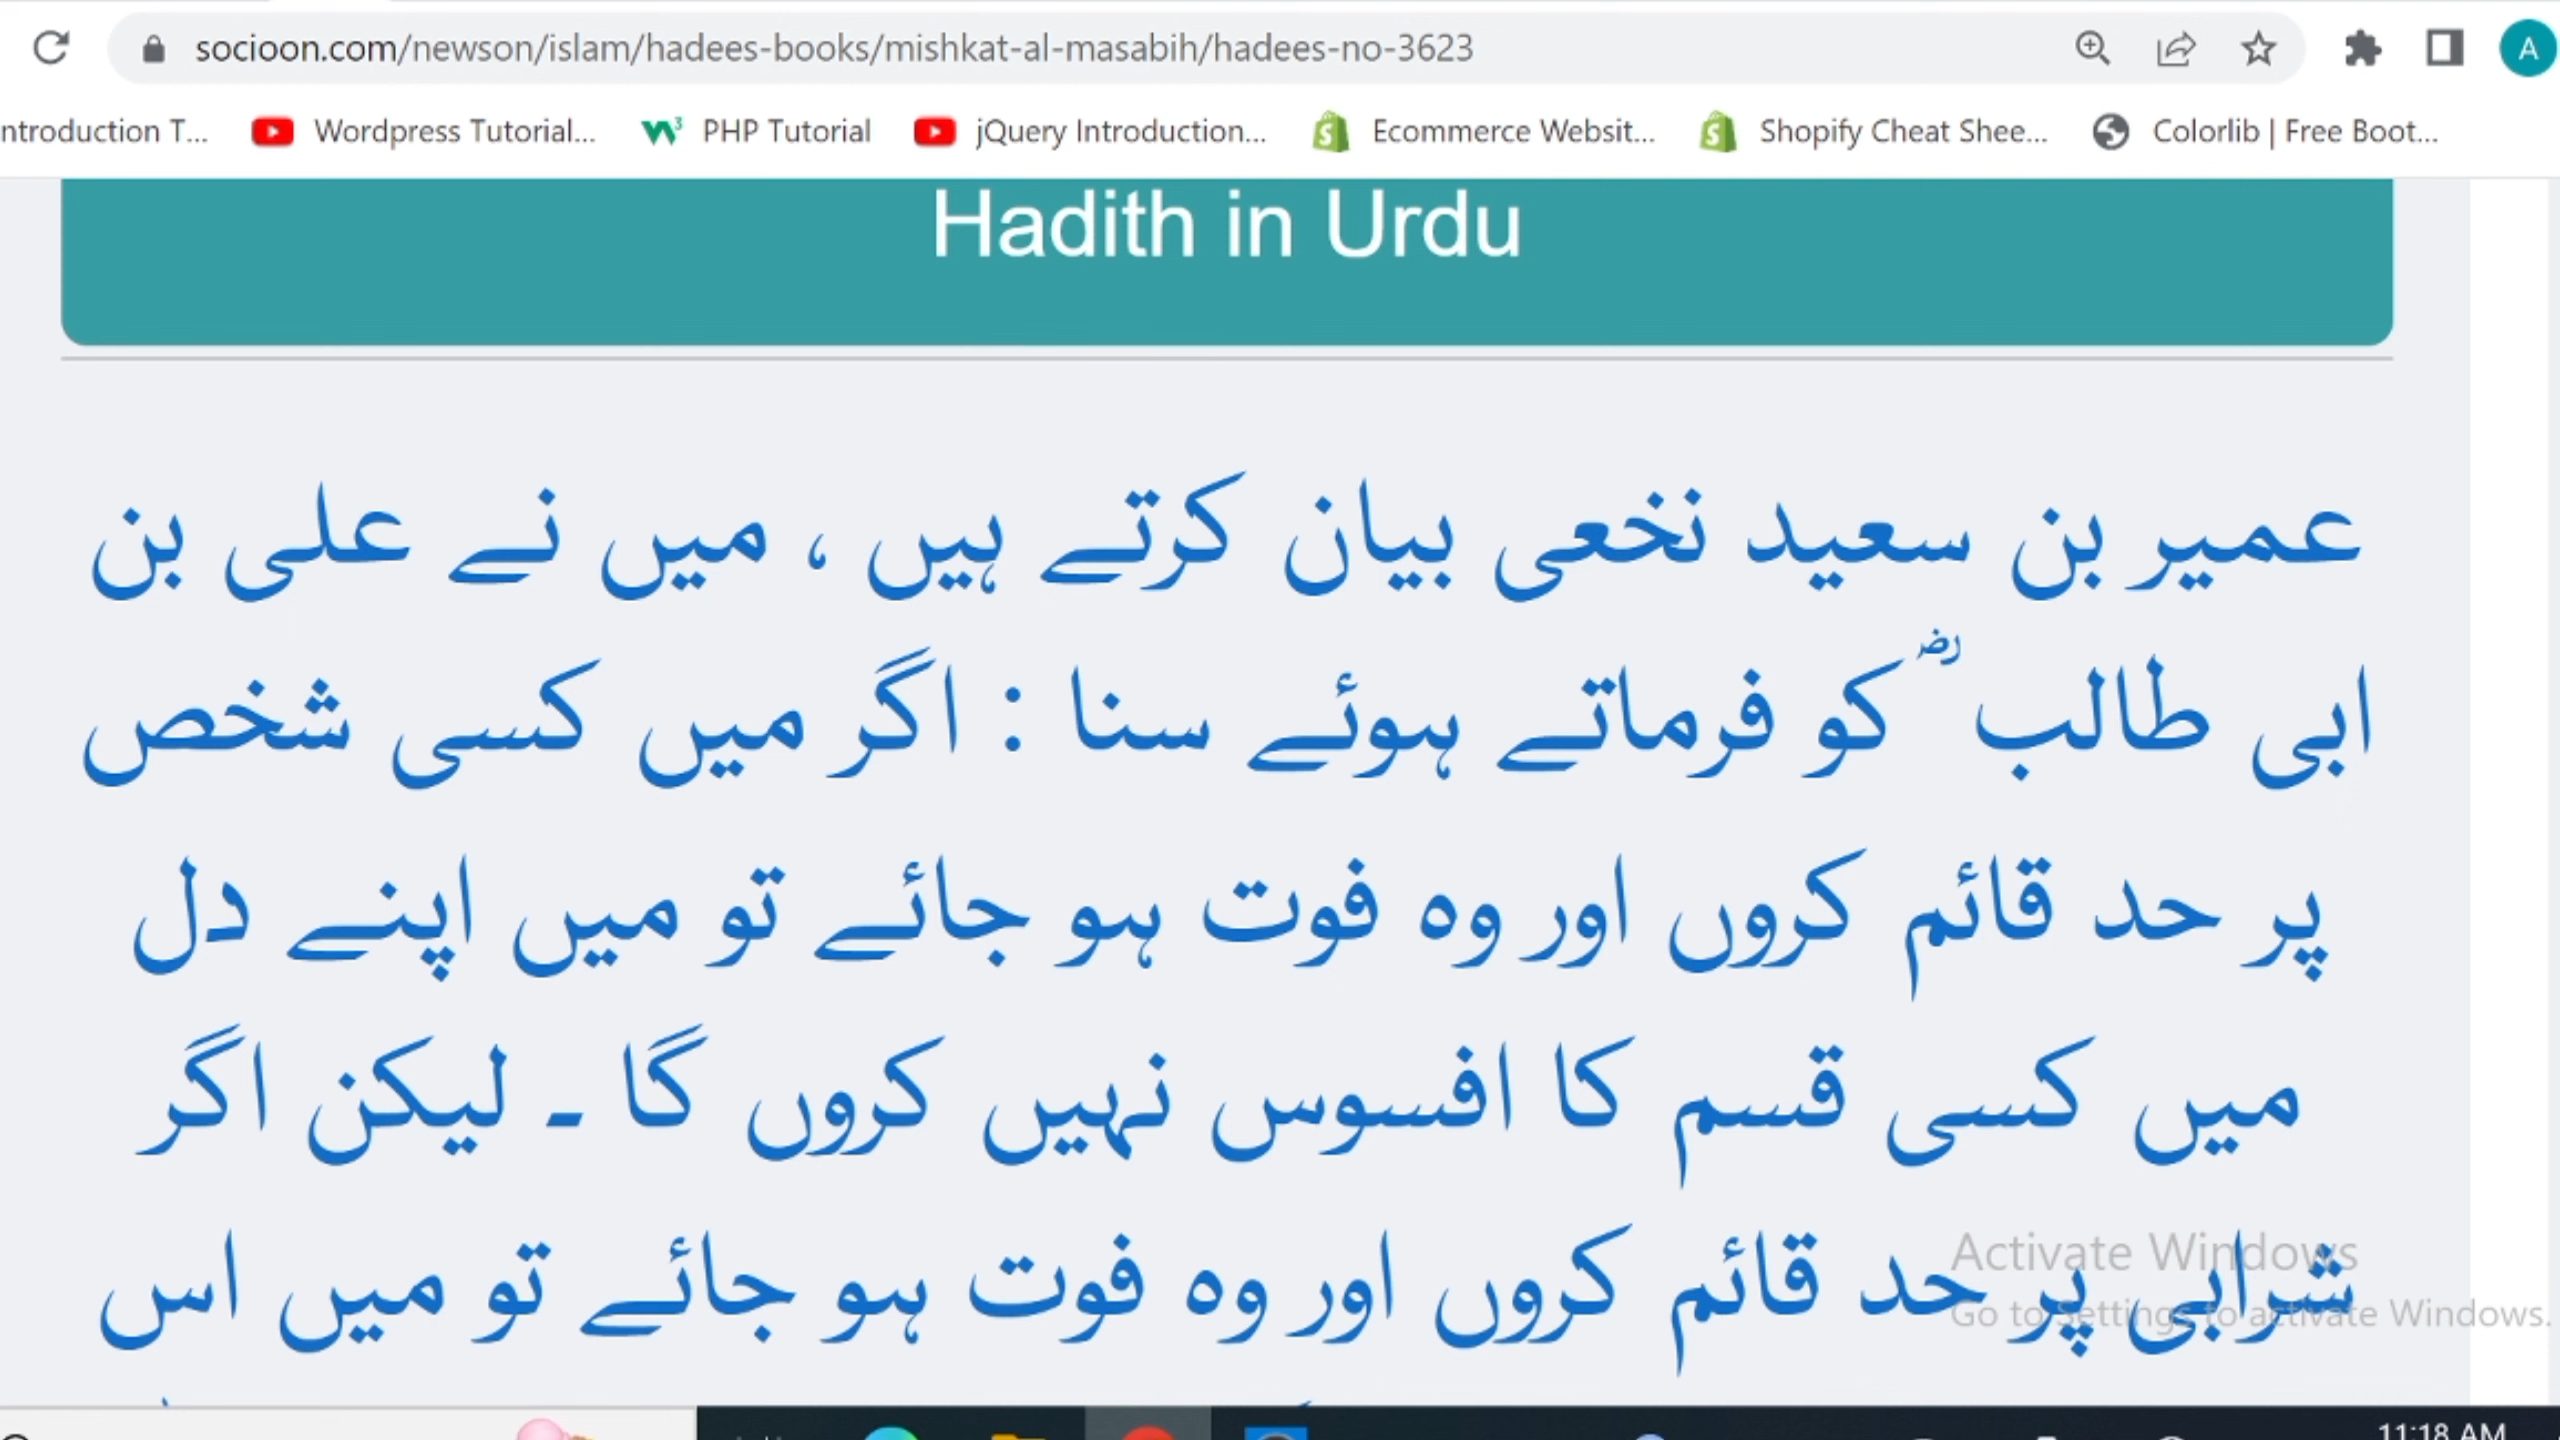 socioon.com/newson/islam/hadees-books/mishkat-al-masabih/hadees-no-3623
A
ntroduction T... Wordpress Tutorial... PHP Tutorial jQuery Introduction... Ecommerce Websit... Shopify Cheat Shee... Colorlib | Free Boot...
Hadith in Urdu
عمیر بن سعید نخعی بیان کرتے ہیں ، میں نے علی بن
ابی طالب ؓ کو فرماتے ہوئے سنا : اگر میں کسی شخص
پر حد قائم کروں اور وہ فوت ہو جائے تو میں اپنے دل
میں کسی قسم کا افسوس نہیں کروں گا ۔ لیکن اگر
شرابی پر حد قائم کروں اور وہ فوت ہو جائے تو میں اس
Activate Windows
Go to Settings to activate Windows.
11:18 AM